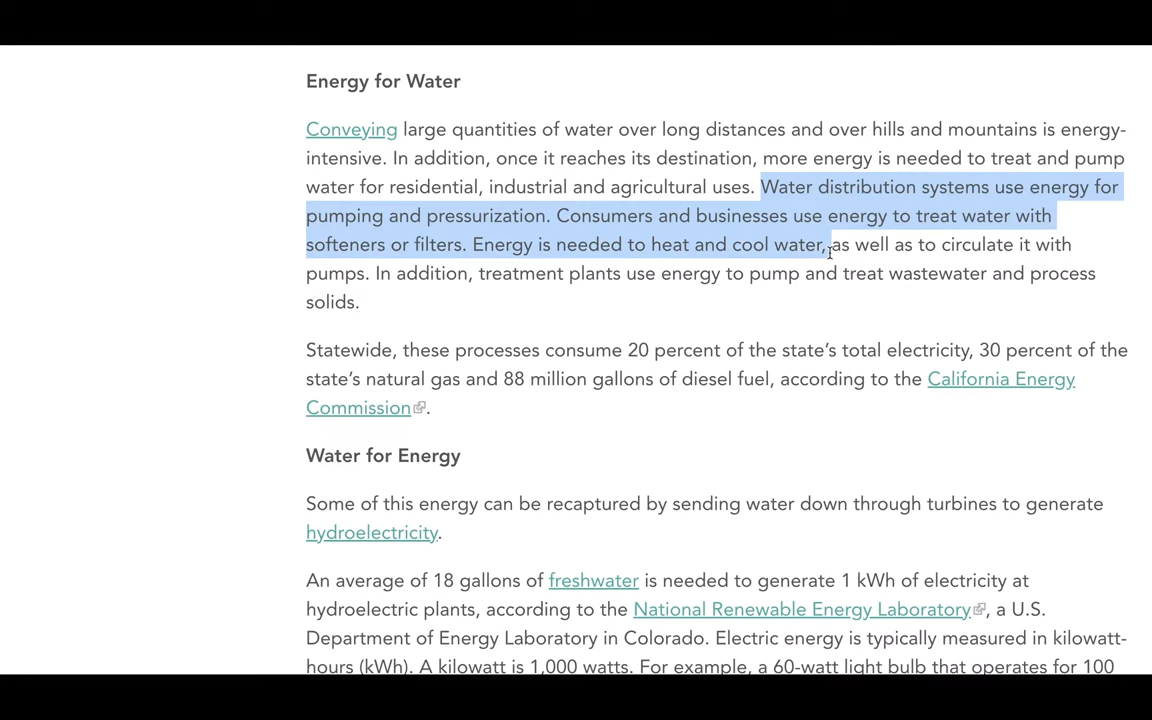 Energy for Water
Conveying large quantities of water over long distances and over hills and mountains is energy-
intensive. In addition, once it reaches its destination, more energy is needed to treat and pump
water for residential, industrial and agricultural uses. Water distribution systems use energy for
pumping and pressurization. Consumers and businesses use energy to treat water with
softeners or filters. Energy is needed to heat and cool water, as well as to circulate it with
pumps. In addition, treatment plants use energy to pump and treat wastewater and process
solids.
Statewide, these processes consume 20 percent of the state’s total electricity, 30 percent of the
state’s natural gas and 88 million gallons of diesel fuel, according to the California Energy
Commission.
Water for Energy
Some of this energy can be recaptured by sending water down through turbines to generate
hydroelectricity.
An average of 18 gallons of freshwater is needed to generate 1 kWh of electricity at
hydroelectric plants, according to the National Renewable Energy Laboratory, a U.S.
Department of Energy Laboratory in Colorado. Electric energy is typically measured in kilowatt-
hours (kWh). A kilowatt is 1,000 watts. For example, a 60-watt light bulb that operates for 100